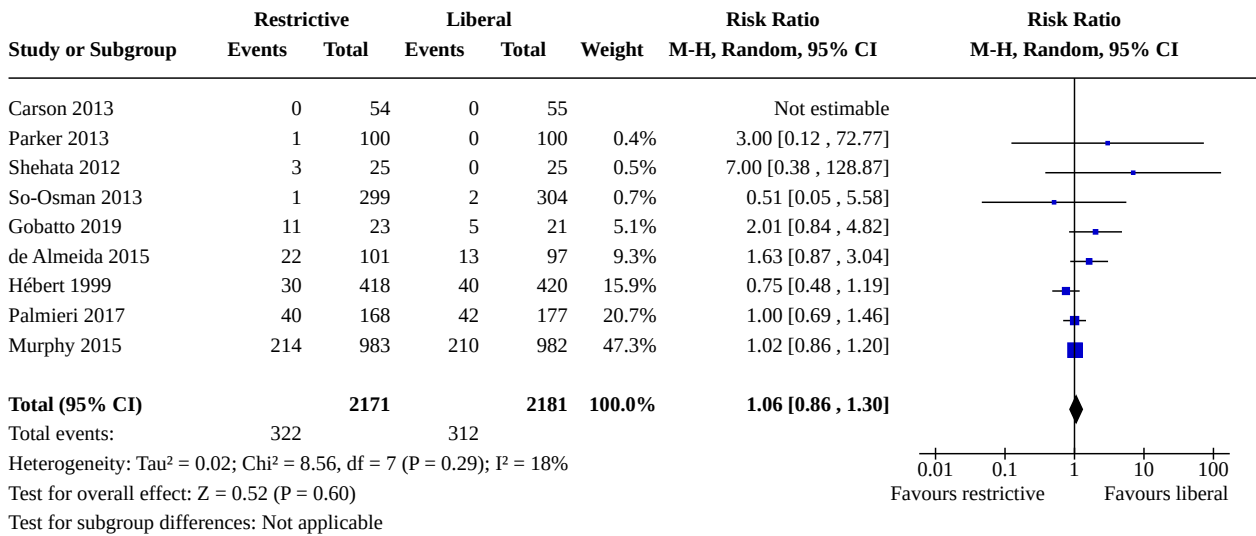 Restrictive Liberal Risk Ratio Risk Ratio
Study or Subgroup Events Total Events Total Weight M-H, Random, 95% CI M-H, Random, 95% CI
Carson 2013 0 54 0 55 Not estimable
Parker 2013 1 100 0 100 0.4% 3.00 [0.12 , 72.77]
Shehata 2012 3 25 0 25 0.5% 7.00 [0.38 , 128.87]
So-Osman 2013 1 299 2 304 0.7% 0.51 [0.05 , 5.58]
Gobatto 2019 11 23 5 21 5.1% 2.01 [0.84 , 4.82]
de Almeida 2015 22 101 13 97 9.3% 1.63 [0.87 , 3.04]
Hébert 1999 30 418 40 420 15.9% 0.75 [0.48 , 1.19]
Palmieri 2017 40 168 42 177 20.7% 1.00 [0.69 , 1.46]
Murphy 2015 214 983 210 982 47.3% 1.02 [0.86 , 1.20]
Total (95% CI) 2171 2181 100.0% 1.06 [0.86 , 1.30]
Total events: 322 312
Heterogeneity: Tau² = 0.02; Chi² = 8.56, df = 7 (P = 0.29); I² = 18%
0.01 0.1 1 10 100
Test for overall effect: Z = 0.52 (P = 0.60)
Favours restrictive Favours liberal
Test for subgroup differences: Not applicable